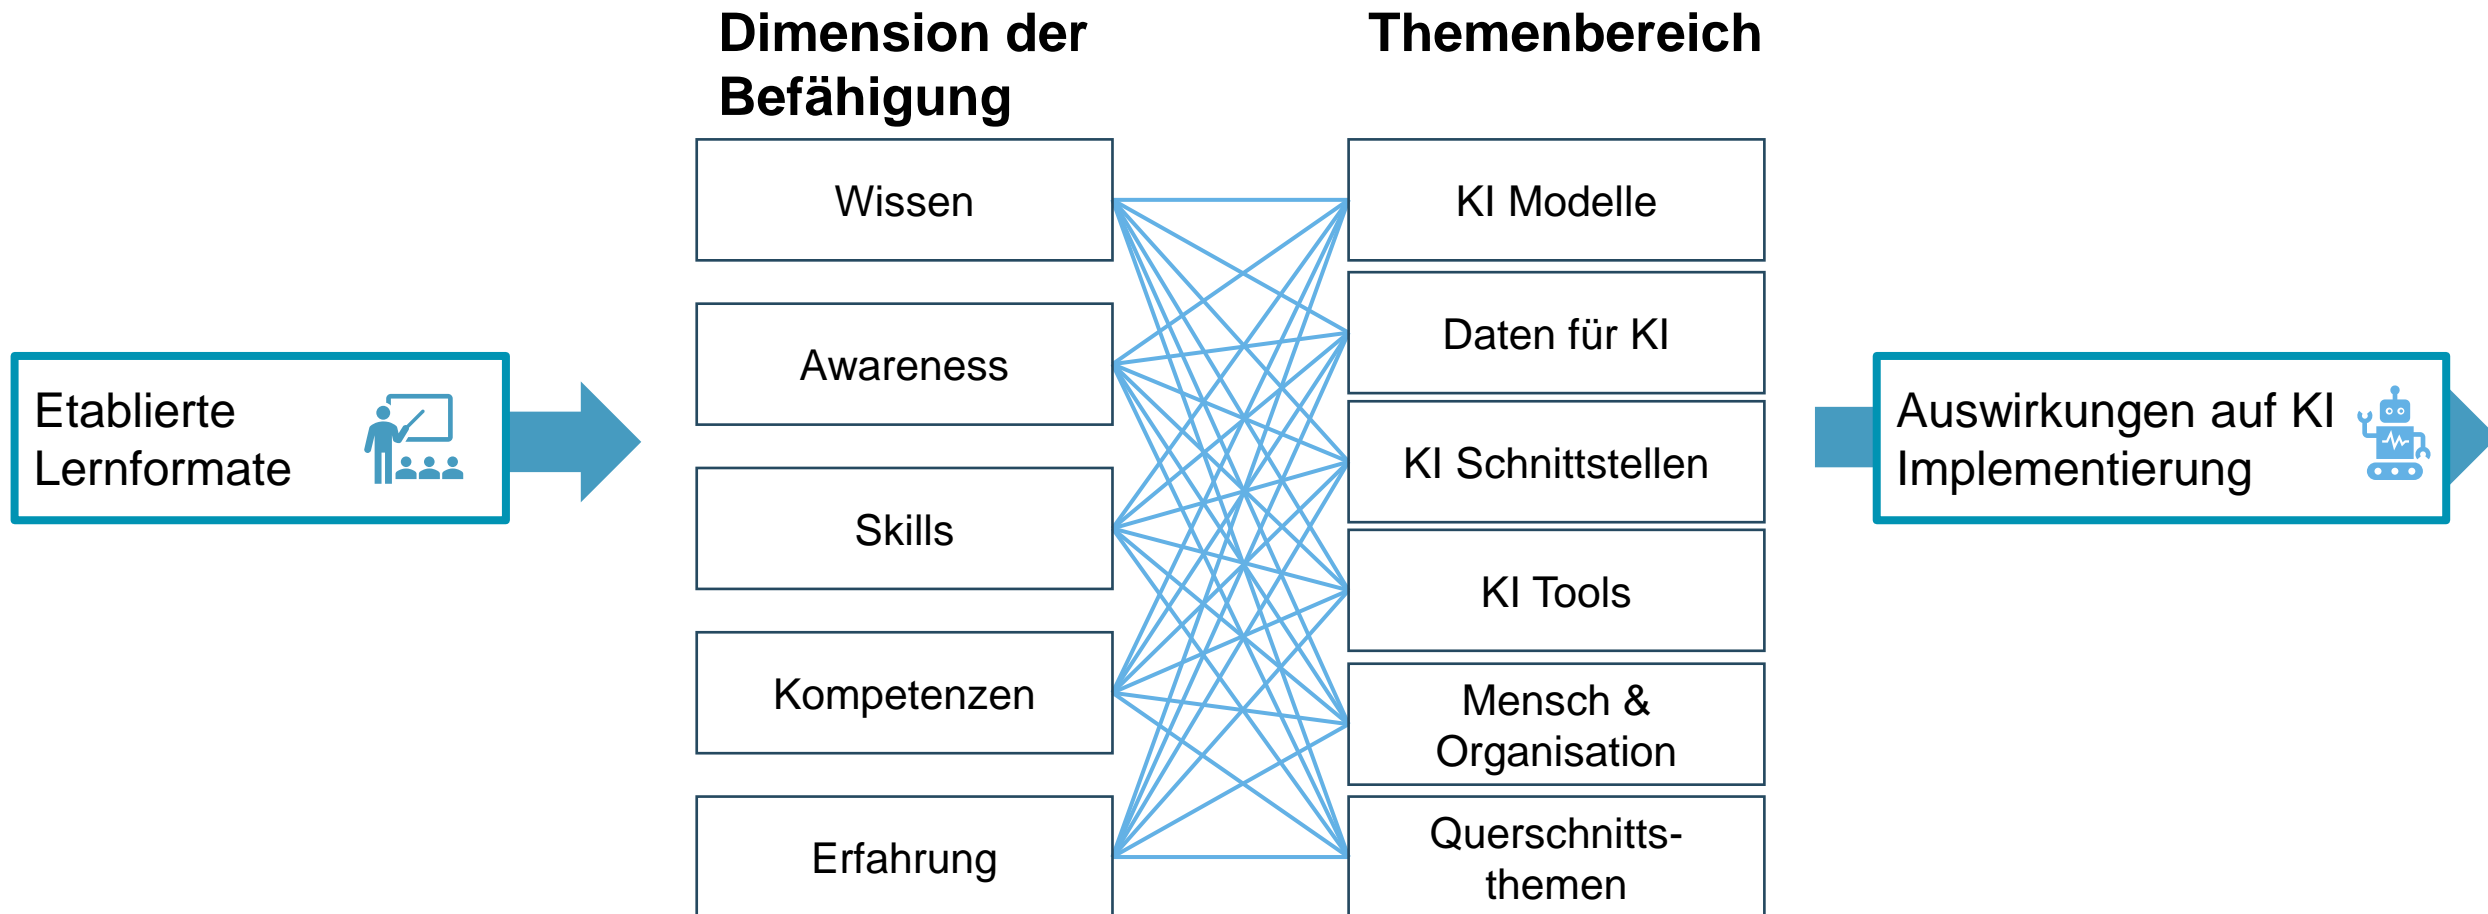 Dimension der
Befähigung
Themenbereich
Wissen
Awareness
Skills
Kompetenzen
Erfahrung
KI Modelle
Daten für KI
KI Schnittstellen
KI Tools
Mensch &
Organisation
Querschnitts-
themen
Etablierte
Lernformate
Auswirkungen auf KI
Implementierung